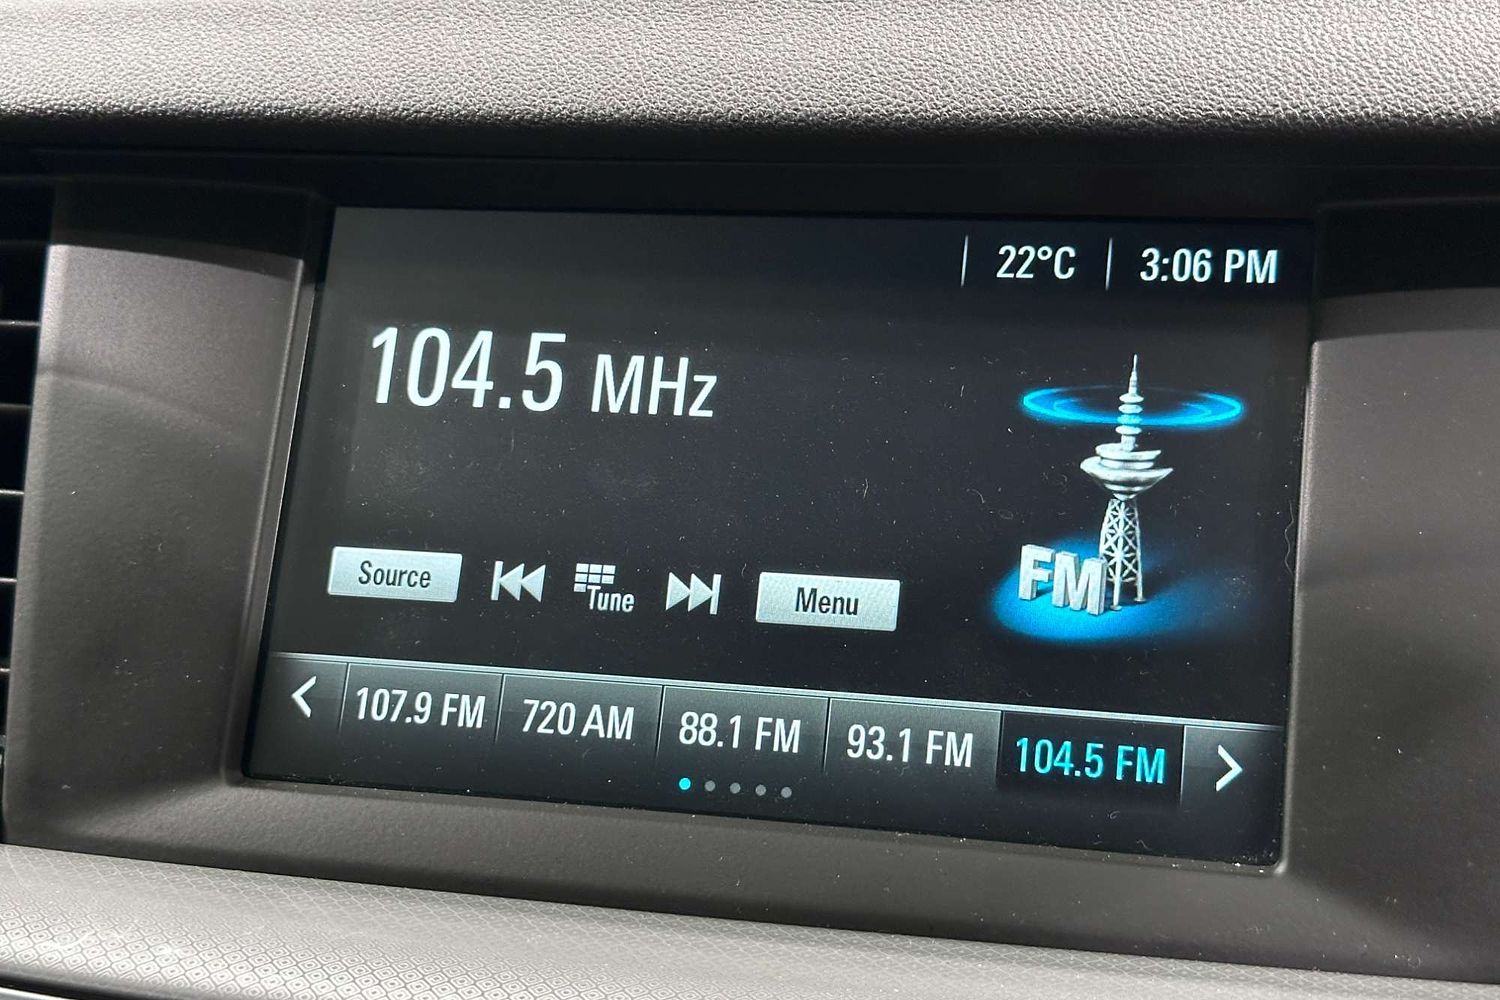 22°C 3:06 PM
104.5 MHz
Source Tune Menu
FM
107.9 FM 720 AM 88.1 FM 93.1 FM 104.5 FM